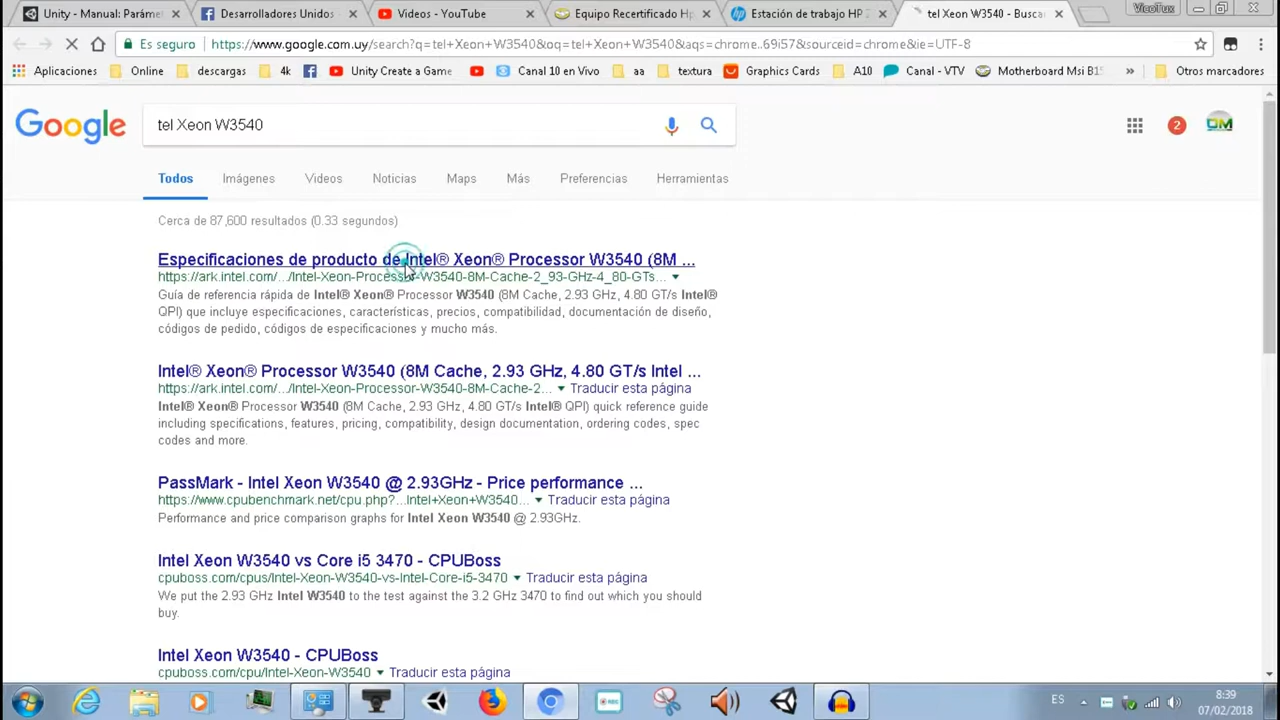 Unity - Manual: Paráme
Desarrolladores Unidos
Videos - YouTube
Equipo Recertificado Hp
Estación de trabajo HP Z
tel Xeon W3540 - Busca
VicoTux
Es seguro
https://www.google.com.uy/search?q=tel+Xeon+W3540&oq=tel+Xeon+W3540&aqs=chrome..69i57&sourceid=chrome&ie=UTF-8
Aplicaciones
Online
descargas
4k
Unity Create a Game
Canal 10 en Vivo
aa
textura
Graphics Cards
A10
Canal - VTV
Motherboard Msi B15
»
Otros marcadores
Google
tel Xeon W3540
2
Todos
Imágenes
Videos
Noticias
Maps
Más
Preferencias
Herramientas
Cerca de 87,600 resultados (0.33 segundos)
Especificaciones de producto de Intel® Xeon® Processor W3540 (8M ...
https://ark.intel.com/.../Intel-Xeon-Processor-W3540-8M-Cache-2_93-GHz-4_80-GTs...
Guía de referencia rápida de Intel® Xeon® Processor W3540 (8M Cache, 2.93 GHz, 4.80 GT/s Intel®
QPI) que incluye especificaciones, características, precios, compatibilidad, documentación de diseño,
códigos de pedido, códigos de especificaciones y mucho más.
Intel® Xeon® Processor W3540 (8M Cache, 2.93 GHz, 4.80 GT/s Intel ...
https://ark.intel.com/.../Intel-Xeon-Processor-W3540-8M-Cache-2... Traducir esta página
Intel® Xeon® Processor W3540 (8M Cache, 2.93 GHz, 4.80 GT/s Intel® QPI) quick reference guide
including specifications, features, pricing, compatibility, design documentation, ordering codes, spec
codes and more.
PassMark - Intel Xeon W3540 @ 2.93GHz - Price performance ...
https://www.cpubenchmark.net/cpu.php?...Intel+Xeon+W3540... Traducir esta página
Performance and price comparison graphs for Intel Xeon W3540 @ 2.93GHz.
Intel Xeon W3540 vs Core i5 3470 - CPUBoss
cpuboss.com/cpus/Intel-Xeon-W3540-vs-Intel-Core-i5-3470 Traducir esta página
We put the 2.93 GHz Intel W3540 to the test against the 3.2 GHz 3470 to find out which you should
buy.
Intel Xeon W3540 - CPUBoss
cpuboss.com/cpu/Intel-Xeon-W3540 Traducir esta página
ES
8:39
07/02/2018